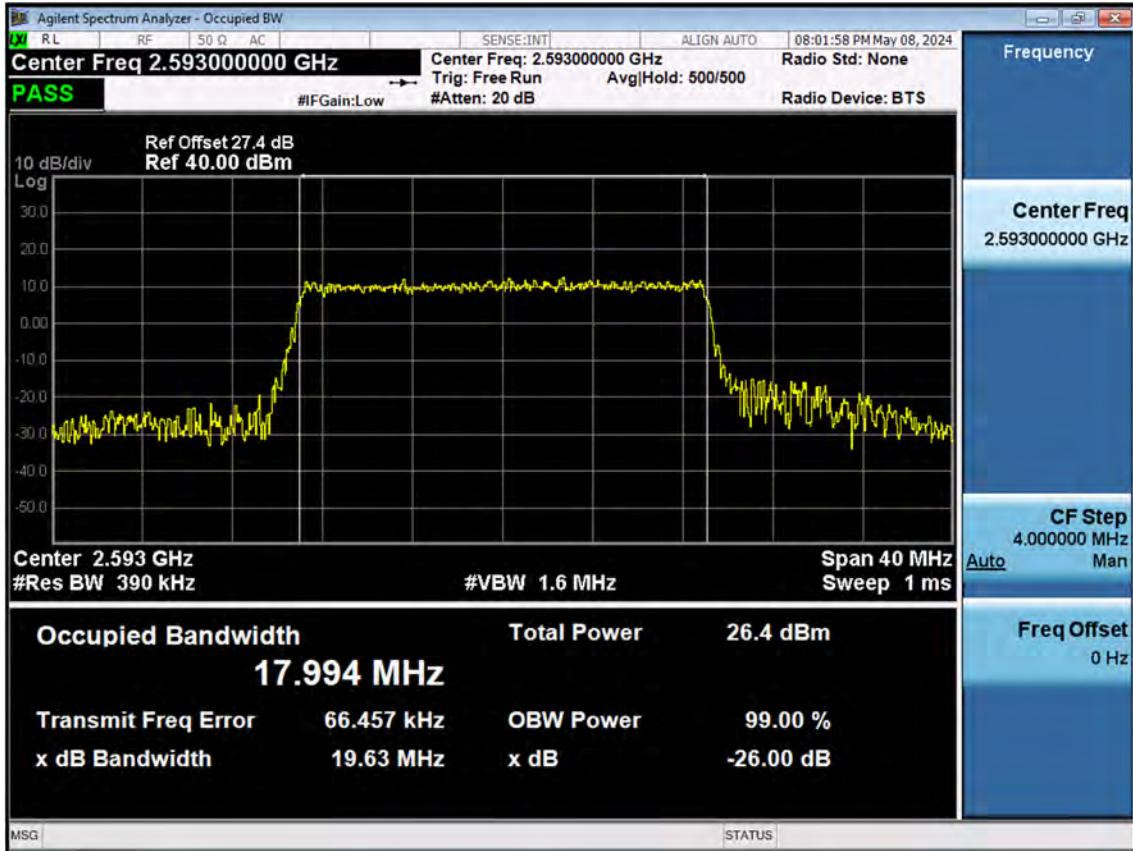 Agilent Spectrum Analyzer - Occupied BW
LXI RL RF 50 Ω AC SENSE:INT ALIGN AUTO 08:01:58 PM May 08, 2024
Center Freq 2.593000000 GHz
Center Freq: 2.593000000 GHz
Radio Std: None
Trig: Free Run Avg|Hold: 500/500
PASS
#IFGain:Low
#Atten: 20 dB
Radio Device: BTS
Ref Offset 27.4 dB
10 dB/div Ref 40.00 dBm
Log
30.0
20.0
10.0
0.00
-10.0
-20.0
-30.0
-40.0
-50.0
Center 2.593 GHz Span 40 MHz
#Res BW 390 kHz #VBW 1.6 MHz Sweep 1 ms
Occupied Bandwidth Total Power 26.4 dBm
17.994 MHz
Transmit Freq Error 66.457 kHz OBW Power 99.00 %
x dB Bandwidth 19.63 MHz x dB -26.00 dB
MSG STATUS
Frequency
Center Freq
2.593000000 GHz
CF Step
4.000000 MHz
Auto Man
Freq Offset
0 Hz